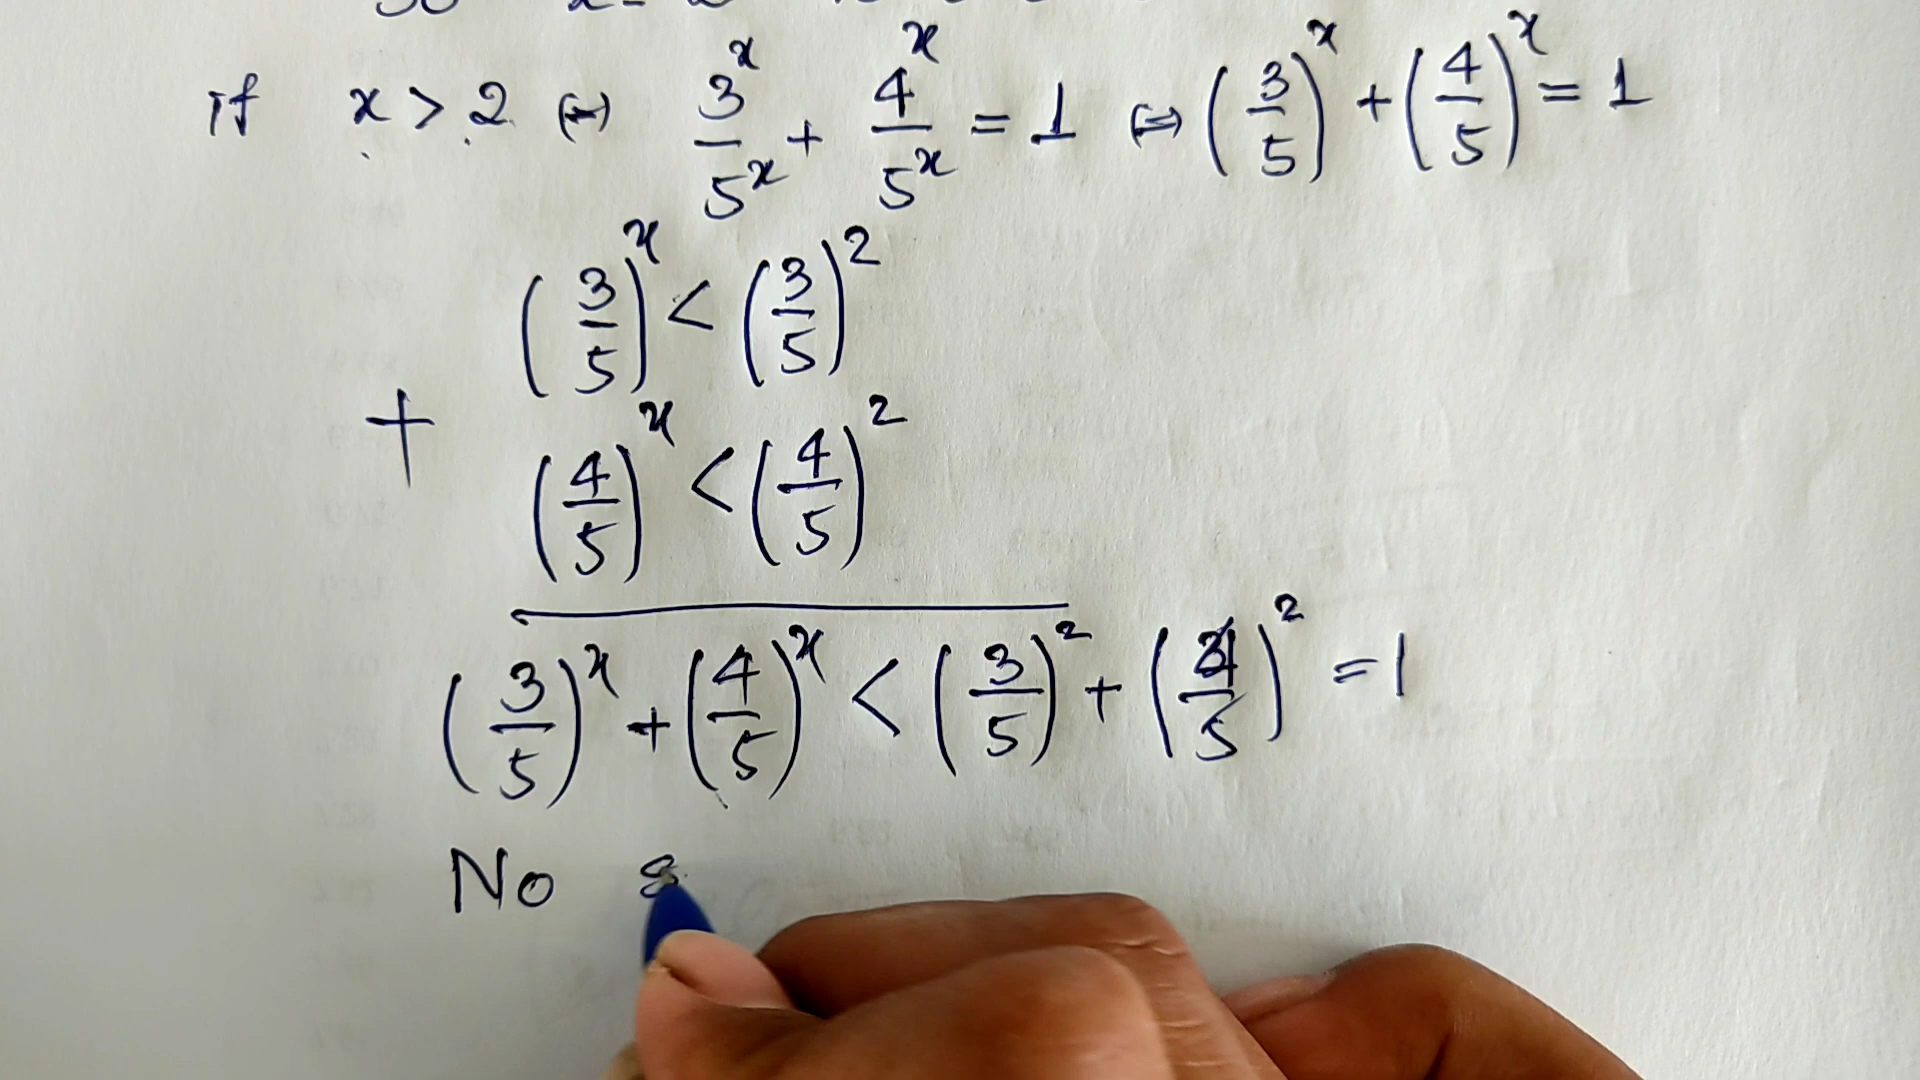 If x > 2 ⇔ 3^x/5^x + 4^x/5^x = 1 ⇔ (3/5)^x + (4/5)^x = 1
(3/5)^x < (3/5)^2
+
(4/5)^x < (4/5)^2
(3/5)^x + (4/5)^x < (3/5)^2 + (4/5)^2 = 1
No s